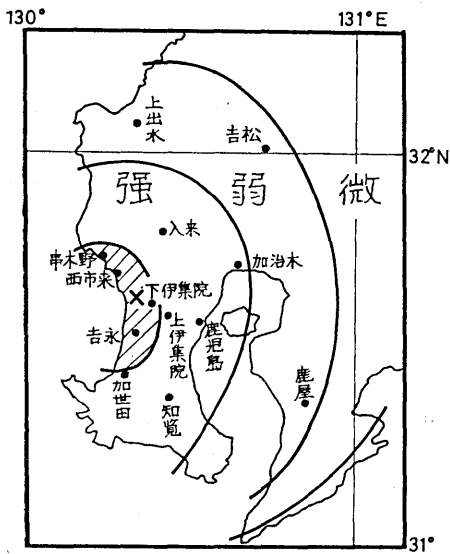 130°
131°E
上出水
吉松
32°N
強 弱 微
入来
串木野
西市来
加治木
下伊集院
上伊集院
鹿児島
吉永
加世田
知覧
鹿屋
31°